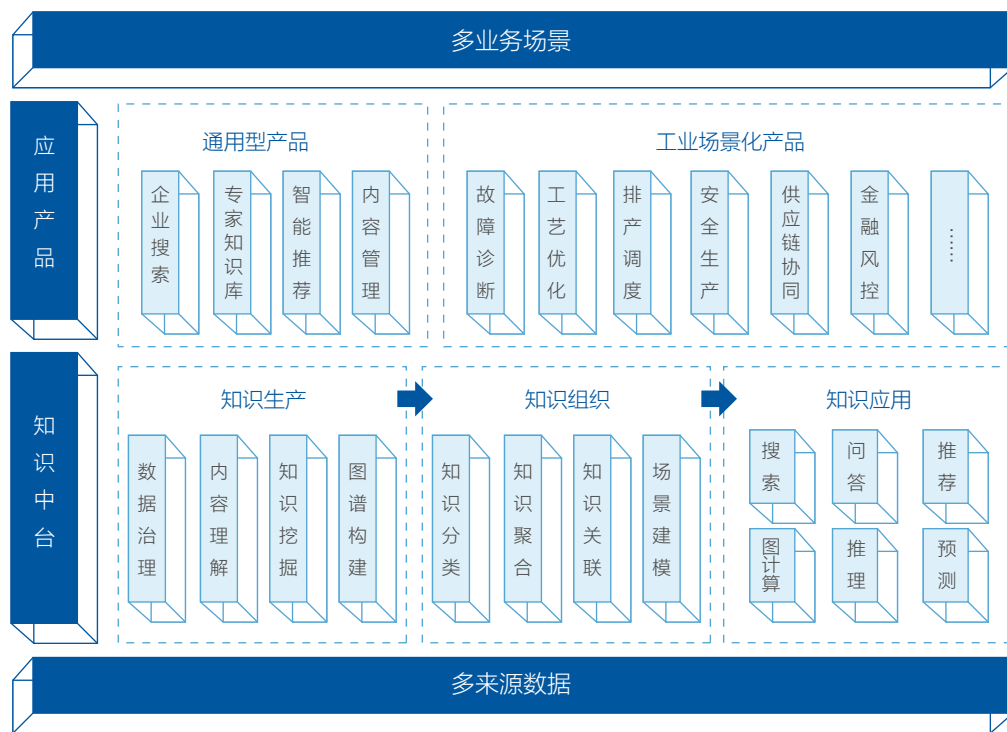 多业务场景
应用产品
通用型产品
企业搜索
专家知识库
智能推荐
内容管理
工业场景化产品
故障诊断
工艺优化
排产调度
安全生产
供应链协同
金融风控
……
知识中台
知识生产
数据治理
内容理解
知识挖掘
图谱构建
知识组织
知识分类
知识聚合
知识关联
场景建模
知识应用
搜索
问答
推荐
图计算
推理
预测
多来源数据